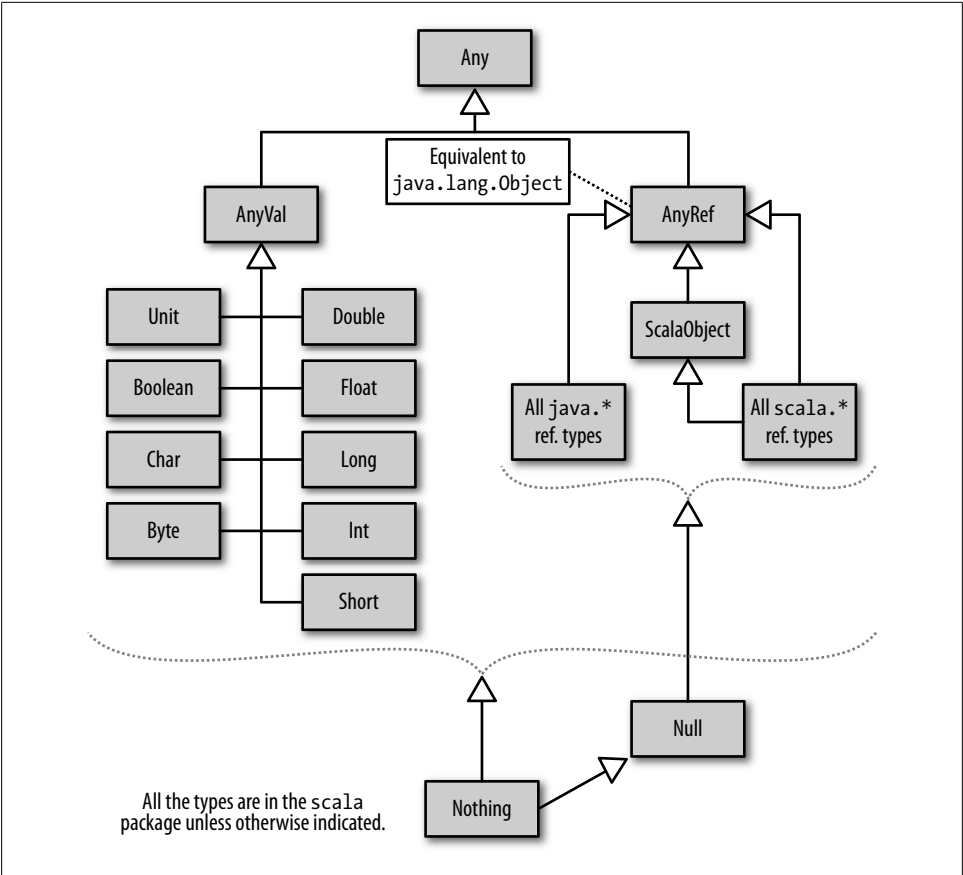 Any
Equivalent to
java.lang.Object
AnyVal
AnyRef
Unit
Double
ScalaObject
Boolean
Float
All java.*
ref. types
All scala.*
ref. types
Char
Long
Byte
Int
Short
Null
Nothing
All the types are in the scala
package unless otherwise indicated.